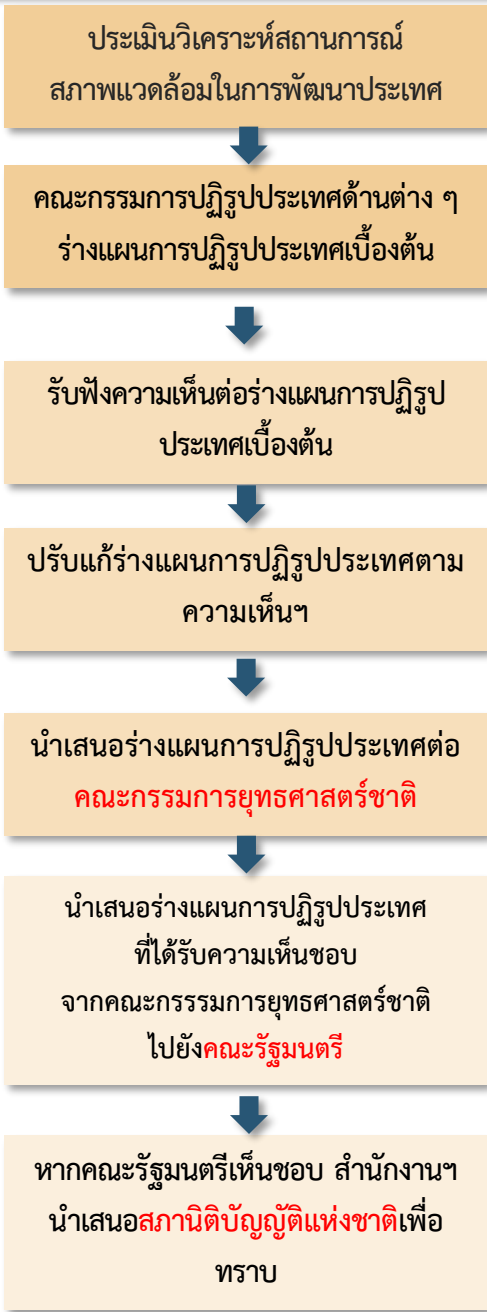 ประเมินวิเคราะห์สถานการณ์
สภาพแวดล้อมในการพัฒนาประเทศ
คณะกรรมการปฏิรูปประเทศด้านต่าง ๆ
ร่างแผนการปฏิรูปประเทศเบื้องต้น
รับฟังความเห็นต่อร่างแผนการปฏิรูป
ประเทศเบื้องต้น
ปรับแก้ร่างแผนการปฏิรูปประเทศตาม
ความเห็นฯ
นำเสนอร่างแผนการปฏิรูปประเทศต่อ
คณะกรรมการยุทธศาสตร์ชาติ
นำเสนอร่างแผนการปฏิรูปประเทศ
ที่ได้รับความเห็นชอบ
จากคณะกรรรมการยุทธศาสตร์ชาติ
ไปยังคณะรัฐมนตรี
หากคณะรัฐมนตรีเห็นชอบ สำนักงานฯ
นำเสนอสภานิติบัญญัติแห่งชาติเพื่อ
ทราบ